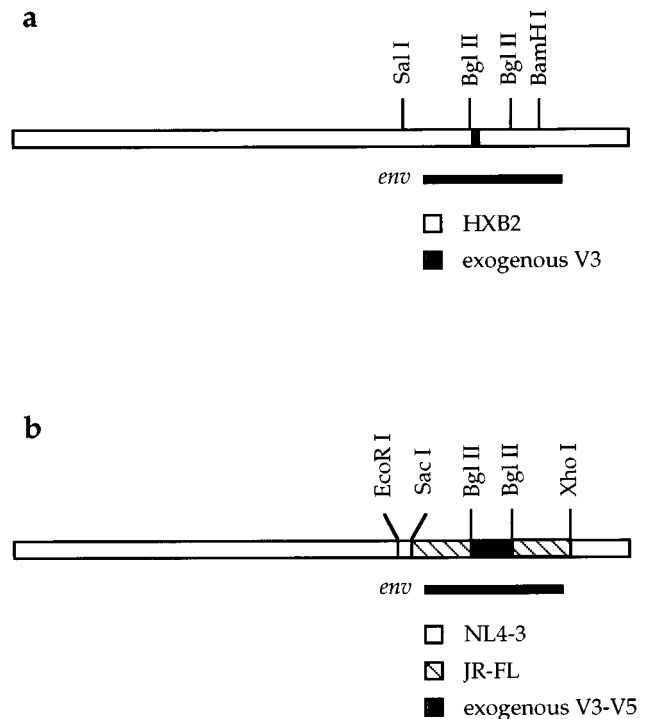 a
Sal I
Bgl II
Bgl II
BamH I
env
HXB2
exogenous V3
b
EcoR I
Sac I
Bgl II
Bgl II
Xho I
env
NL4-3
JR-FL
exogenous V3-V5